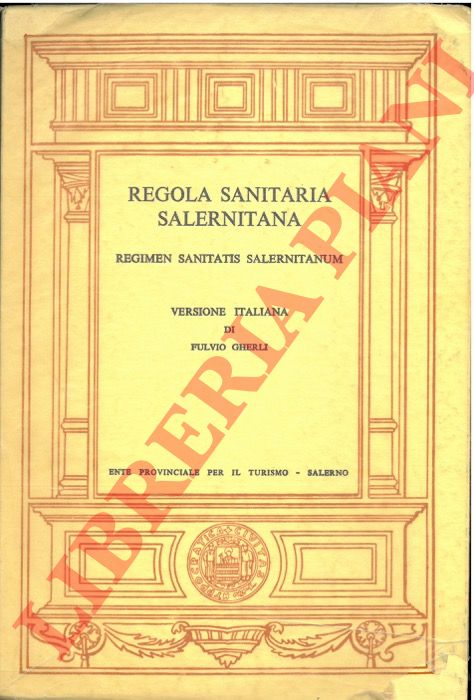 REGOLA SANITARIA
SALERNITANA
REGIMEN SANITATIS SALERNITANUM
VERSIONE ITALIANA
DI
FULVIO GHERLI
ENTE PROVINCIALE PER IL TURISMO - SALERNO
LIBRERIA PIANI